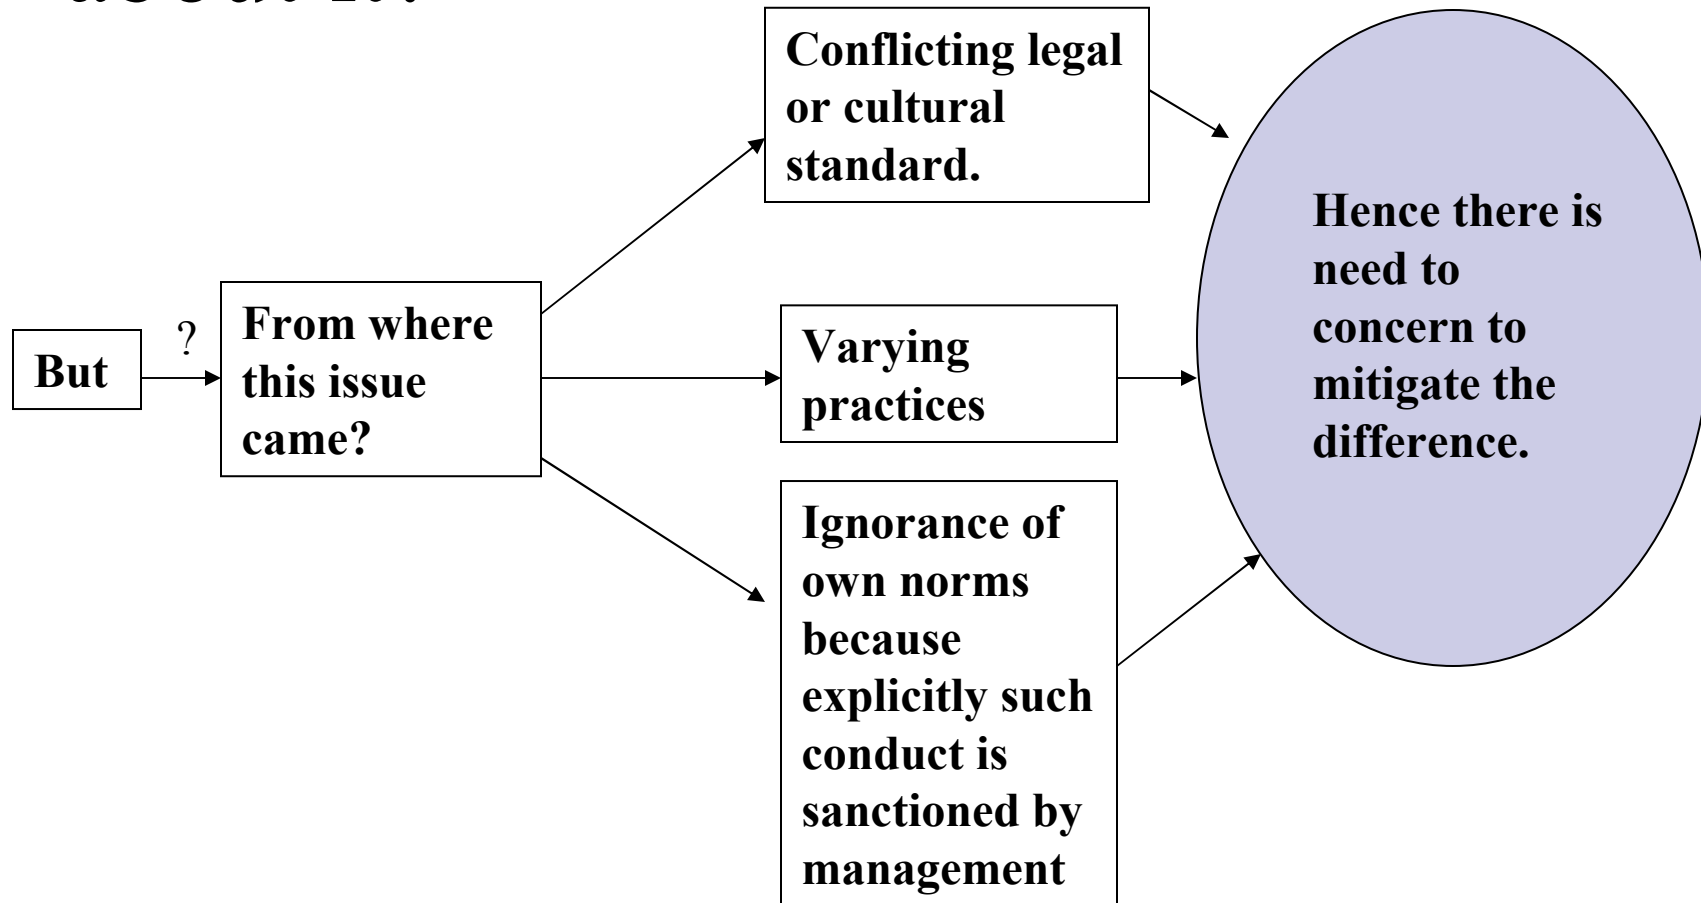 But
?
From where
this issue
came?
Conflicting legal
or cultural
standard.
Varying
practices
Ignorance of
own norms
because
explicitly such
conduct is
sanctioned by
management
Hence there is
need to
concern to
mitigate the
difference.